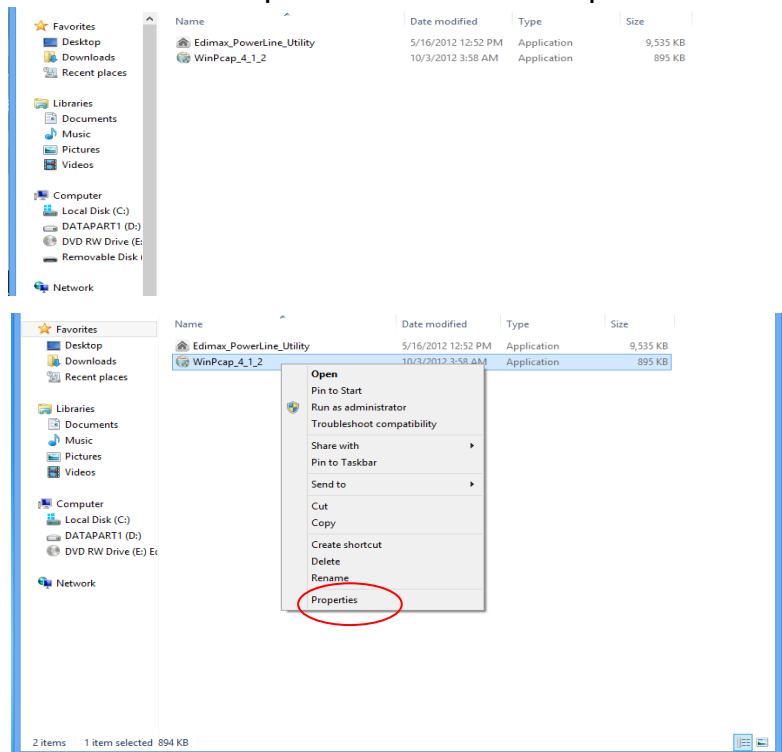 Name Date modified Type Size
Favorites
Desktop Edimax_PowerLine_Utility 5/16/2012 12:52 PM Application 9,535 KB
Downloads WinPcap_4_1_2 10/3/2012 3:58 AM Application 895 KB
Recent places
Libraries
Documents
Music
Pictures
Videos
Computer
Local Disk (C:)
DATAPART1 (D:)
DVD RW Drive (E:
Removable Disk
Network
Name Date modified Type Size
Favorites
Desktop Edimax_PowerLine_Utility 5/16/2012 12:52 PM Application 9,535 KB
Downloads WinPcap_4_1_2 10/3/2012 3:58 AM Application 895 KB
Recent places
Open
Pin to Start
Run as administrator
Troubleshoot compatibility
Share with
Pin to Taskbar
Send to
Cut
Copy
Create shortcut
Delete
Rename
Properties
Libraries
Documents
Music
Pictures
Videos
Computer
Local Disk (C:)
DATAPART1 (D:)
DVD RW Drive (E:) Ed
Network
2 items 1 item selected 894 KB